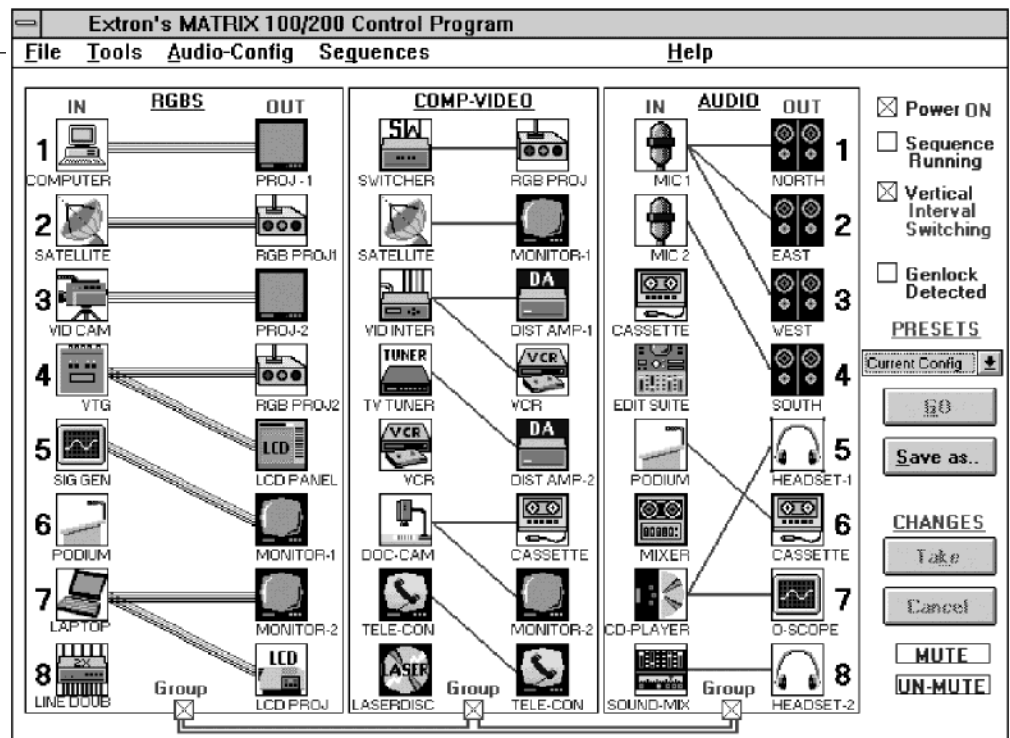 Extron's MATRIX 100/200 Control Program
File Tools Audio-Config Sequences Help
RGBS
IN OUT
1 COMPUTER PROJ-1
2 SATELLITE RGB PROJ1
3 VID CAM PROJ-2
4 VTG RGB PROJ2
5 SIG GEN LCD LCD PANEL
6 PODIUM MONITOR-1
7 LAPTOP MONITOR-2
8 2X LINE DOUB LCD LCD PROJ
Group
COMP-VIDEO
SW SWITCHER RGB PROJ
SATELLITE MONITOR-1
VID INTER DA DIST AMP-1
TUNER TV TUNER VCR VCR
VCR VCR DA DIST AMP-2
DOC-CAM CASSETTE
TELE-CON MONITOR-2
LASER LASERDISC TELE-CON
Group
AUDIO
IN OUT
MIC 1 NORTH 1
MIC 2 EAST 2
CASSETTE WEST 3
EDIT SUITE SOUTH 4
PODIUM HEADSET-1 5
MIXER CASSETTE 6
CD-PLAYER O-SCOPE 7
SOUND-MIX HEADSET-2 8
Group
Power ON
Sequence
Running
Vertical
Interval
Switching
Genlock
Detected
PRESETS
Current Config
GO
Save as..
CHANGES
Take
Cancel
MUTE
UN-MUTE